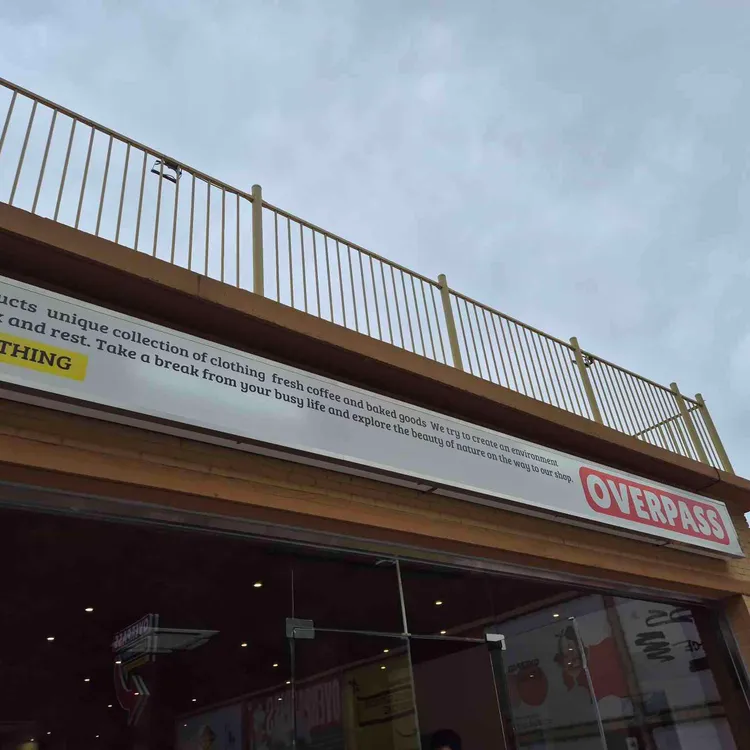 ucts unique collection of clothing fresh coffee and baked goods We try to create an environment
and rest. Take a break from your busy life and explore the beauty of nature on the way to our shop.
THING
OVERPASS